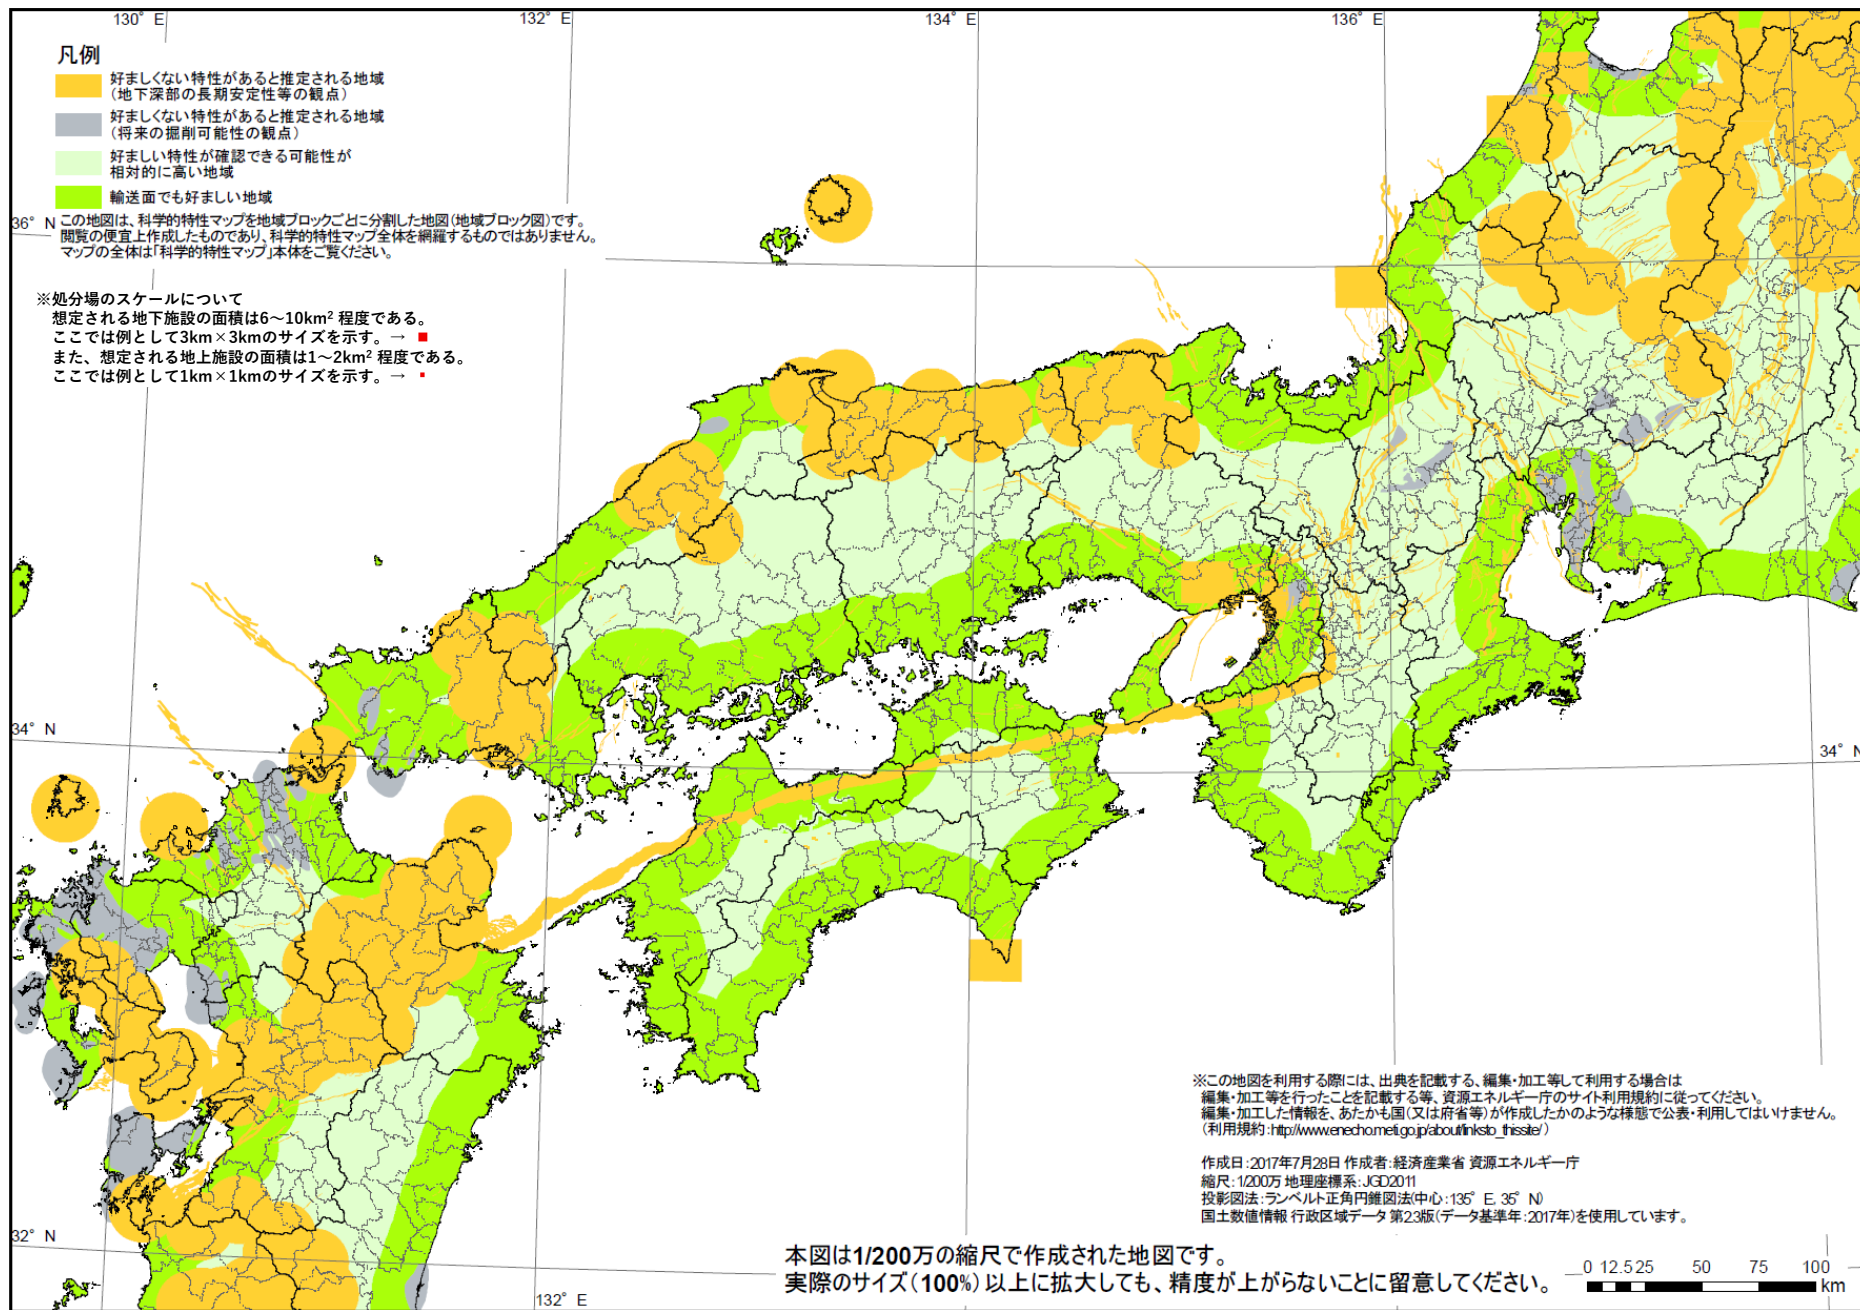 130° E
132° E
134° E
136° E
凡例
好ましくない特性があると推定される地域
(地下深部の長期安定性等の観点)
好ましくない特性があると推定される地域
(将来の掘削可能性の観点)
好ましい特性が確認できる可能性が
相対的に高い地域
輸送面でも好ましい地域
36° N
この地図は、科学的特性マップを地域ブロックごとに分割した地図(地域ブロック図)です。
閲覧の便宜上作成したものであり、科学的特性マップ全体を網羅するものではありません。
マップの全体は「科学的特性マップ」本体をご覧ください。
※処分場のスケールについて
想定される地下施設の面積は6～10km²程度である。
ここでは例として3km×3kmのサイズを示す。→
また、想定される地上施設の面積は1～2km²程度である。
ここでは例として1km×1kmのサイズを示す。→
34° N
34° N
※この地図を利用する際には、出典を記載する、編集・加工等して利用する場合は
編集・加工等を行ったことを記載する等、資源エネルギー庁のサイト利用規約に従ってください。
編集・加工した情報を、あたかも国(又は府省等)が作成したかのような様態で公表・利用してはいけません。
(利用規約:http://www.enecho.meti.go.jp/about/linksto_thissite/)
作成日:2017年7月28日 作成者:経済産業省 資源エネルギー庁
縮尺:1/200万 地理座標系:JGD2011
投影図法:ランベルト正角円錐図法(中心:135° E, 35° N)
国土数値情報 行政区域データ 第2.3版(データ基準年:2017年)を使用しています。
32° N
132° E
本図は1/200万の縮尺で作成された地図です。
実際のサイズ(100%)以上に拡大しても、精度が上がらないことに留意してください。
0 12.5 25 50 75 100
km